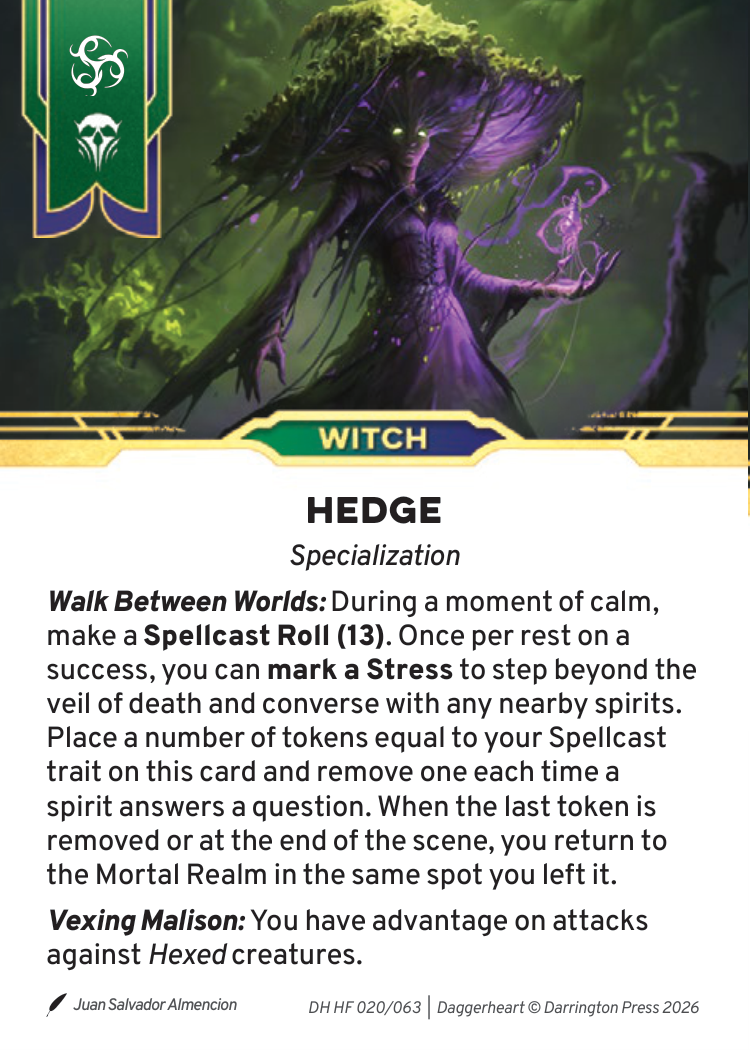 WITCH
HEDGE
Specialization
Walk Between Worlds: During a moment of calm,
make a Spellcast Roll (13). Once per rest on a
success, you can mark a Stress to step beyond the
veil of death and converse with any nearby spirits.
Place a number of tokens equal to your Spellcast
trait on this card and remove one each time a
spirit answers a question. When the last token is
removed or at the end of the scene, you return to
the Mortal Realm in the same spot you left it.
Vexing Malison: You have advantage on attacks
against Hexed creatures.
Juan Salvador Almencion DH HF 020/063 | Daggerheart © Darrington Press 2026